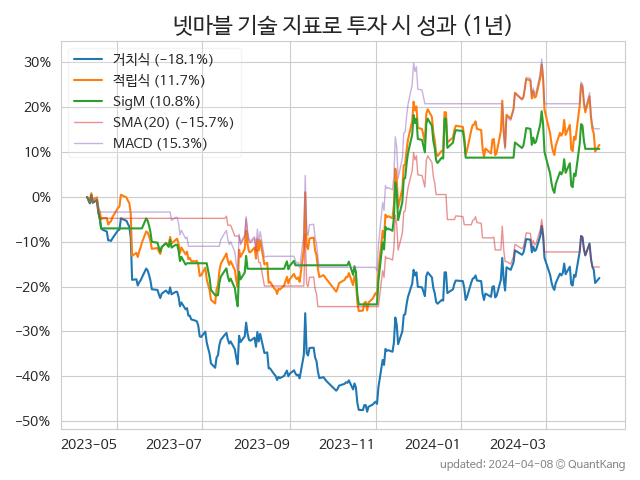 넷마블 기술 지표로 투자 시 성과 (1년)
거치식 (−18.1%)
적립식 (11.7%)
SigM (10.8%)
SMA(20) (−15.7%)
MACD (15.3%)
30%
20%
10%
0%
−10%
−20%
−30%
−40%
−50%
2023-05 2023-07 2023-09 2023-11 2024-01 2024-03
updated: 2024-04-08 ⓒ QuantKang